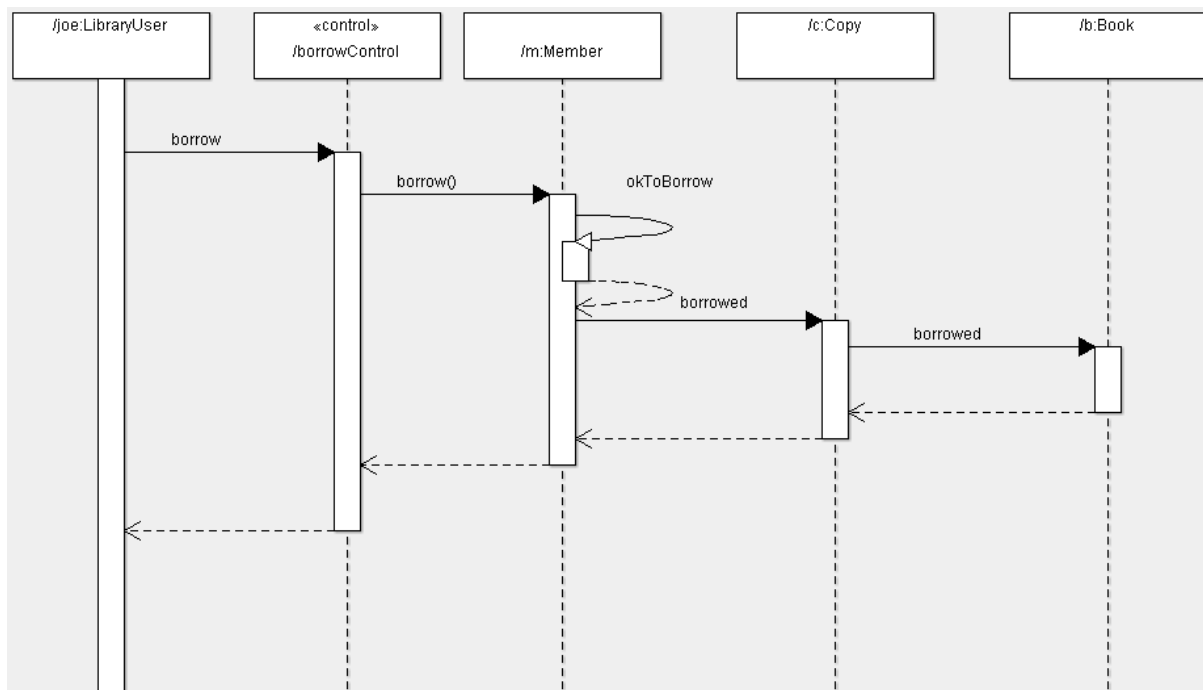 /joe:LibraryUser
«control»
/borrowControl
/m:Member
/c:Copy
/b:Book
borrow
borrow()
okToBorrow
borrowed
borrowed